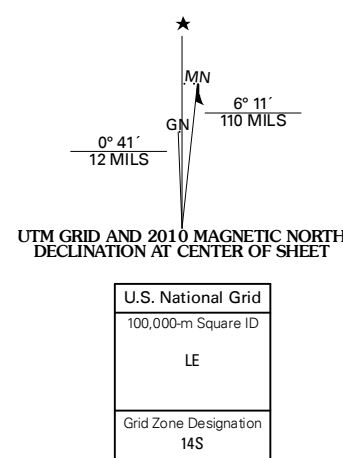 MN
GN
6° 11´
110 MILS
0° 41´
12 MILS
UTM GRID AND 2010 MAGNETIC NORTH
DECLINATION AT CENTER OF SHEET
U.S. National Grid
100,000-m Square ID
LE
Grid Zone Designation
14S